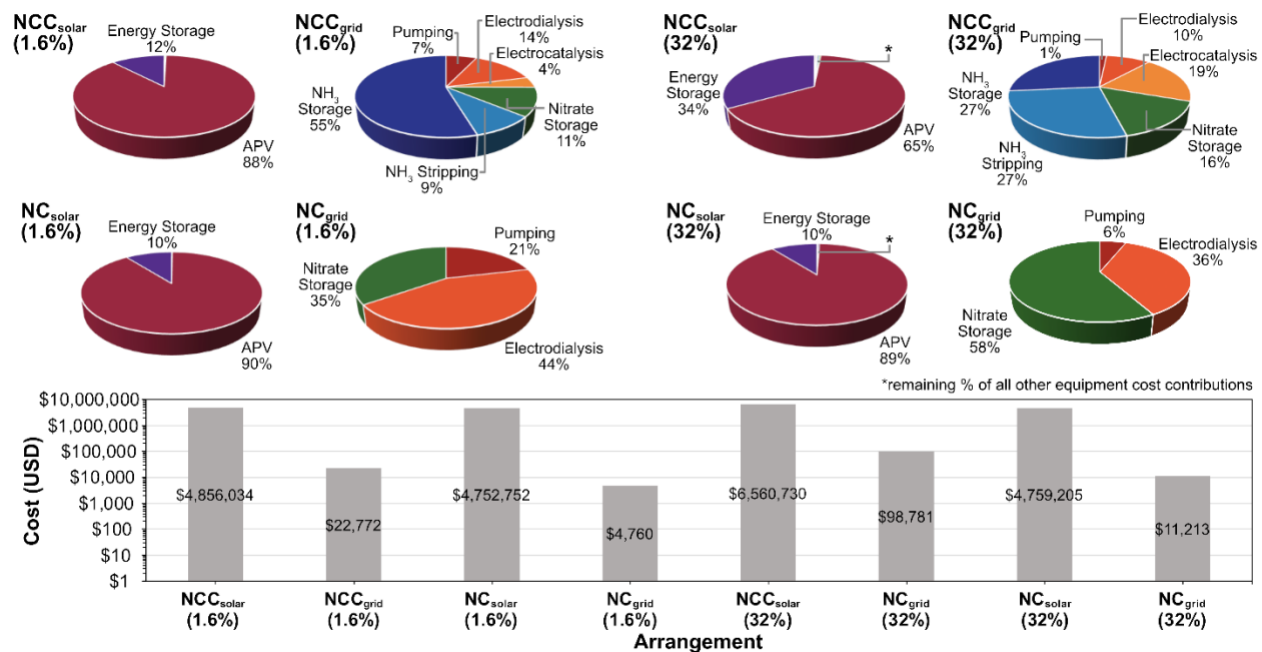 NCCsolar
(1.6%)
Energy Storage
12%
APV
88%
NCCgrid
(1.6%)
Pumping
7%
Electrodialysis
14%
Electrocatalysis
4%
Nitrate
Storage
11%
NH3 Stripping
9%
NH3
Storage
55%
NCCsolar
(32%)
*
Energy
Storage
34%
APV
65%
NCCgrid
(32%)
Pumping
1%
Electrodialysis
10%
Electrocatalysis
19%
Nitrate
Storage
16%
NH3
Stripping
27%
NH3
Storage
27%
NCsolar
(1.6%)
Energy Storage
10%
APV
90%
NCgrid
(1.6%)
Pumping
21%
Nitrate
Storage
35%
Electrodialysis
44%
NCsolar
(32%)
Energy Storage
10%
*
APV
89%
NCgrid
(32%)
Pumping
6%
Electrodialysis
36%
Nitrate
Storage
58%
*remaining % of all other equipment cost contributions
Cost (USD)
$10,000,000
$1,000,000
$100,000
$10,000
$1,000
$100
$10
$1
$4,856,034
$22,772
$4,752,752
$4,760
$6,560,730
$98,781
$4,759,205
$11,213
NCCsolar
(1.6%)
NCCgrid
(1.6%)
NCsolar
(1.6%)
NCgrid
(1.6%)
NCCsolar
(32%)
NCgrid
(32%)
NCsolar
(32%)
NCgrid
(32%)
Arrangement